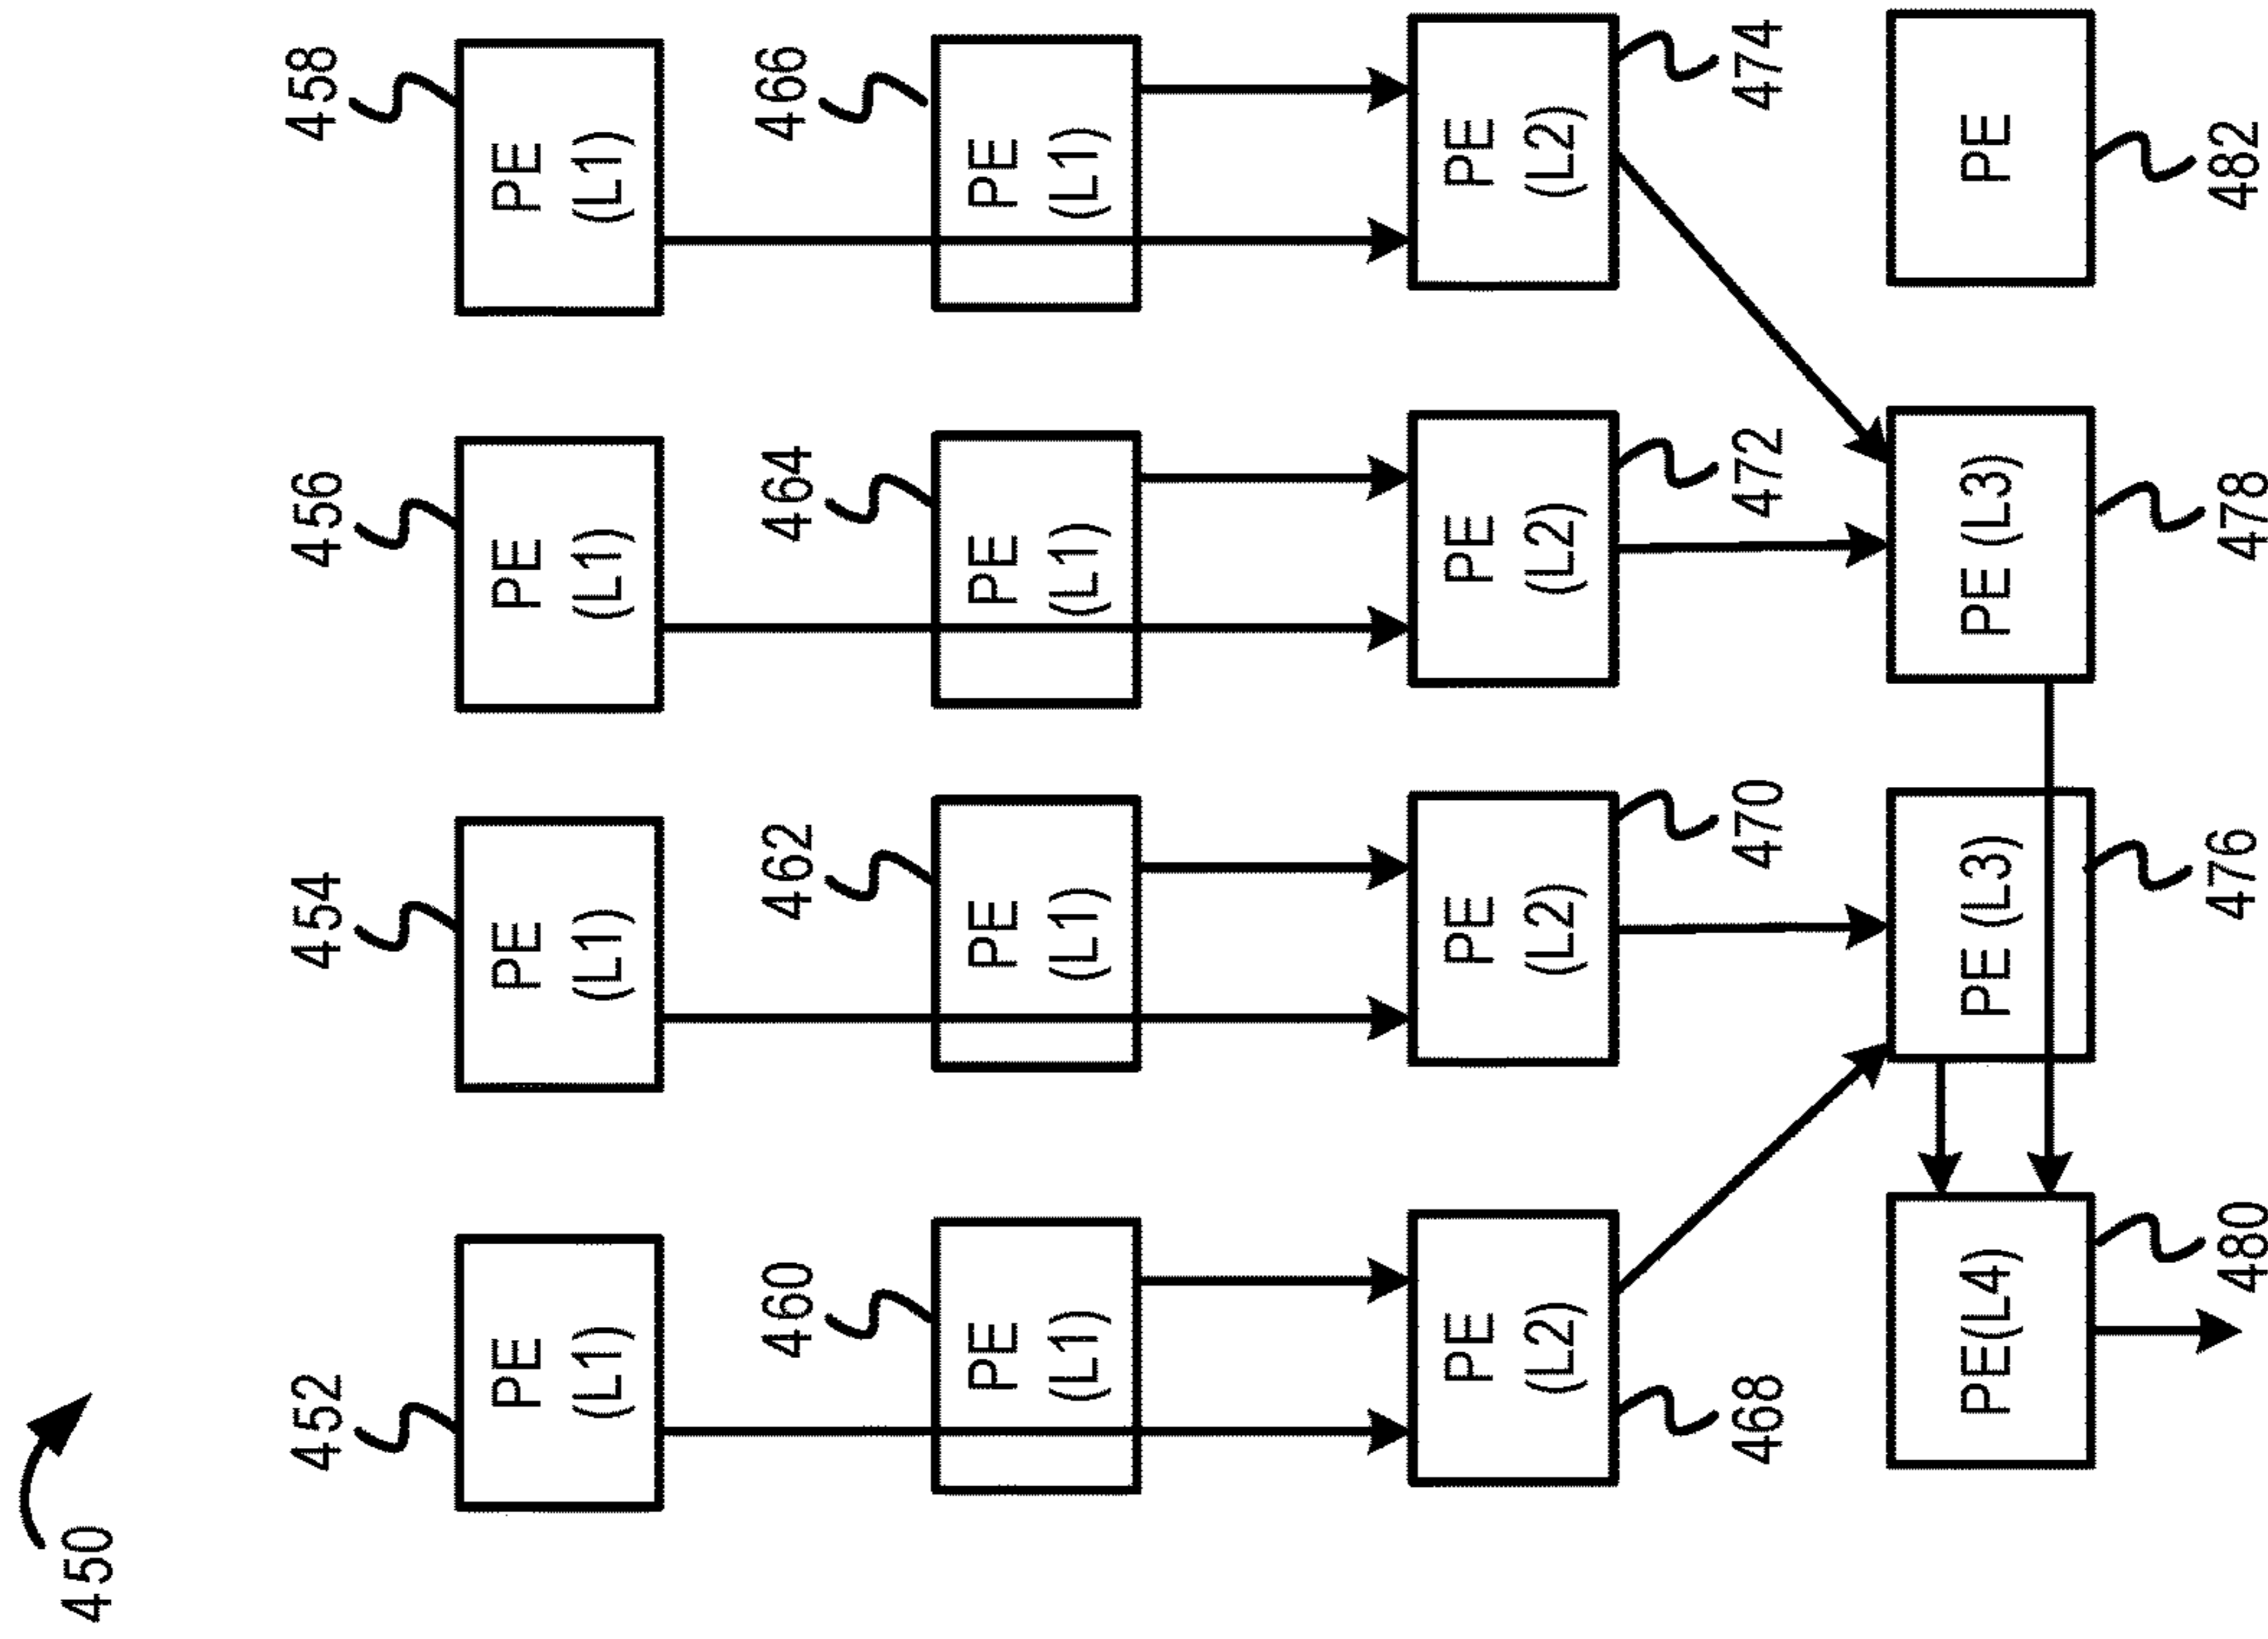 450
452
454
456
458
PE
(L1)
PE
(L1)
PE
(L1)
PE
(L1)
460
462
464
466
PE
(L1)
PE
(L1)
PE
(L1)
PE
(L1)
PE
(L2)
PE
(L2)
PE
(L2)
PE
(L2)
468
470
472
474
PE(L4)
PE (L3)
PE (L3)
PE
480
476
478
482